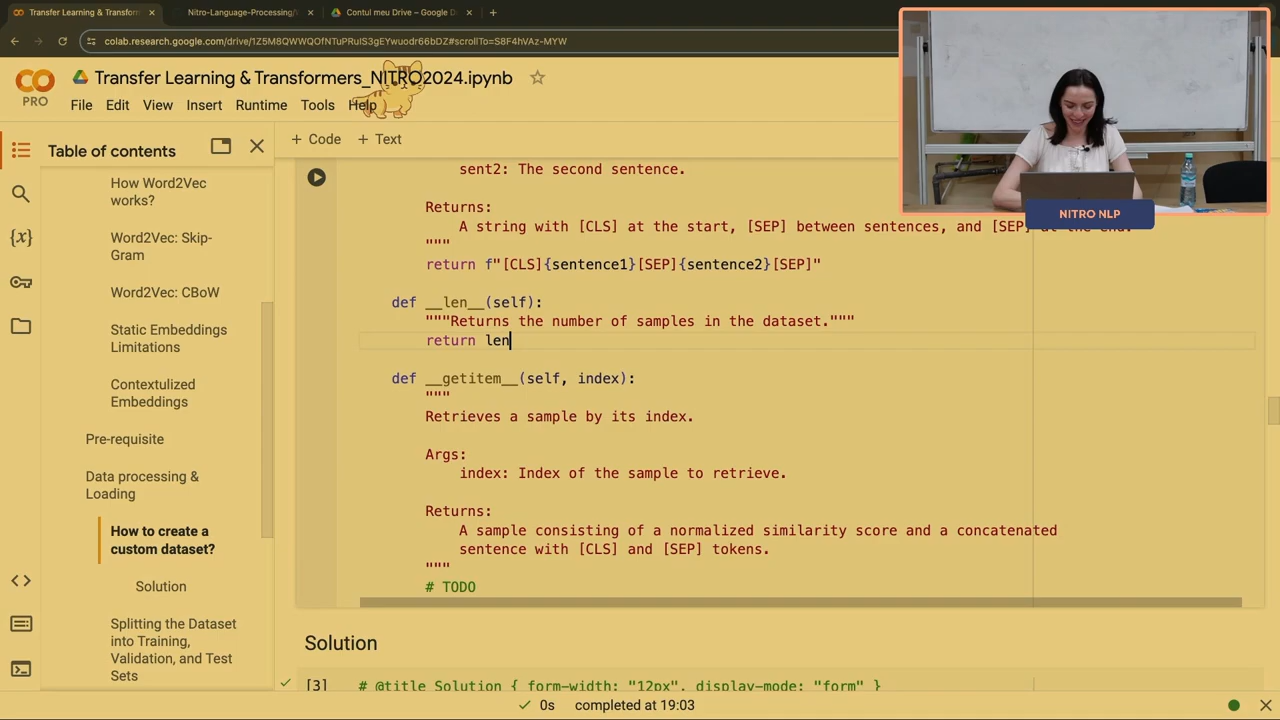 Transfer Learning & Transform
Nitro-Language-Processing/
Contul meu Drive – Google D
colab.research.google.com/drive/1Z5M8QWWQOfNTuPRuIS3gEYwuodr66bDZ#scrollTo=S8F4hVAz-MYW
CO
PRO
Transfer Learning & Transformers_NITRO2024.ipynb
File Edit View Insert Runtime Tools Help
Table of contents
+ Code + Text
How Word2Vec
works?
Word2Vec: Skip-
Gram
Word2Vec: CBoW
Static Embeddings
Limitations
Contextulized
Embeddings
Pre-requisite
Data processing &
Loading
How to create a
custom dataset?
Solution
Splitting the Dataset
into Training,
Validation, and Test
Sets
{x}
sent2: The second sentence.
Returns:
A string with [CLS] at the start, [SEP] between sentences, and [SEP] at the end.
"""
return f"[CLS]{sentence1}[SEP]{sentence2}[SEP]"
def __len__(self):
"""Returns the number of samples in the dataset."""
return len
def __getitem__(self, index):
"""
Retrieves a sample by its index.
Args:
index: Index of the sample to retrieve.
Returns:
A sample consisting of a normalized similarity score and a concatenated
sentence with [CLS] and [SEP] tokens.
"""
# TODO
Solution
[3] # @title Solution { form-width: "12px", display-mode: "form" }
0s completed at 19:03
NITRO NLP